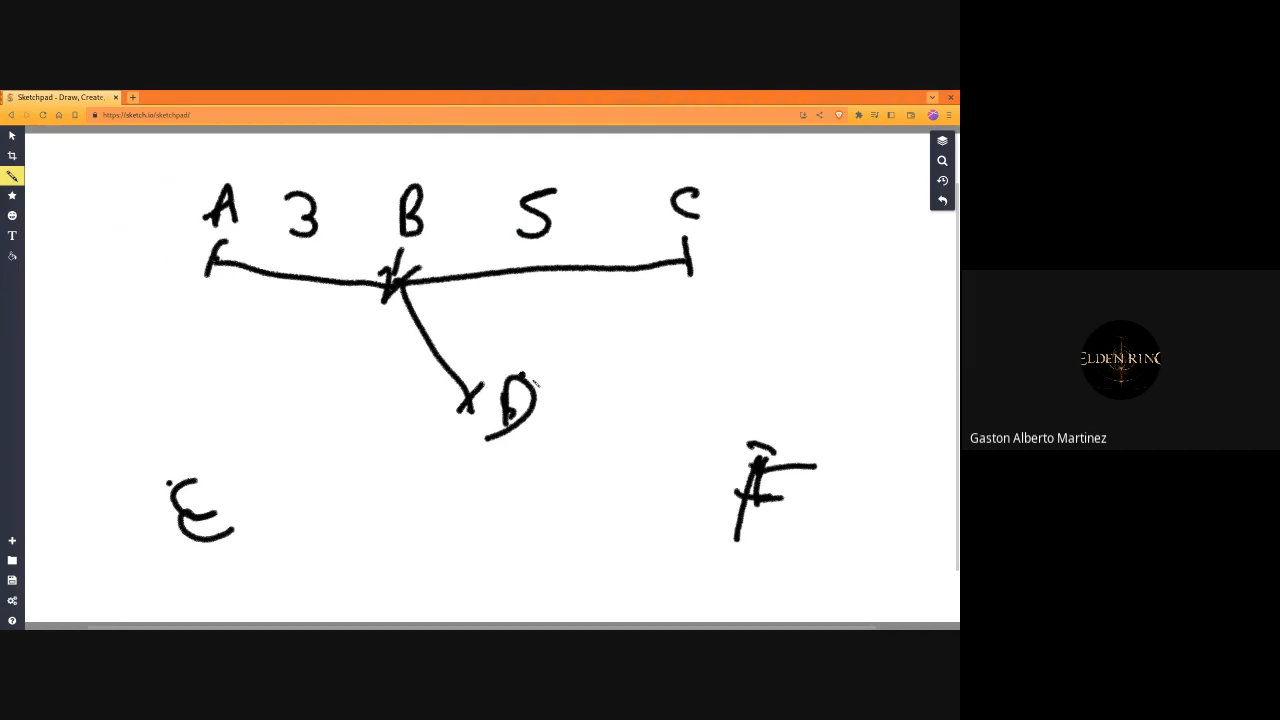 Sketchpad - Draw, Create,
https://sketch.io/sketchpad/
A 3 B 5 C
D
E F
T
ELDEN RING
Gaston Alberto Martinez